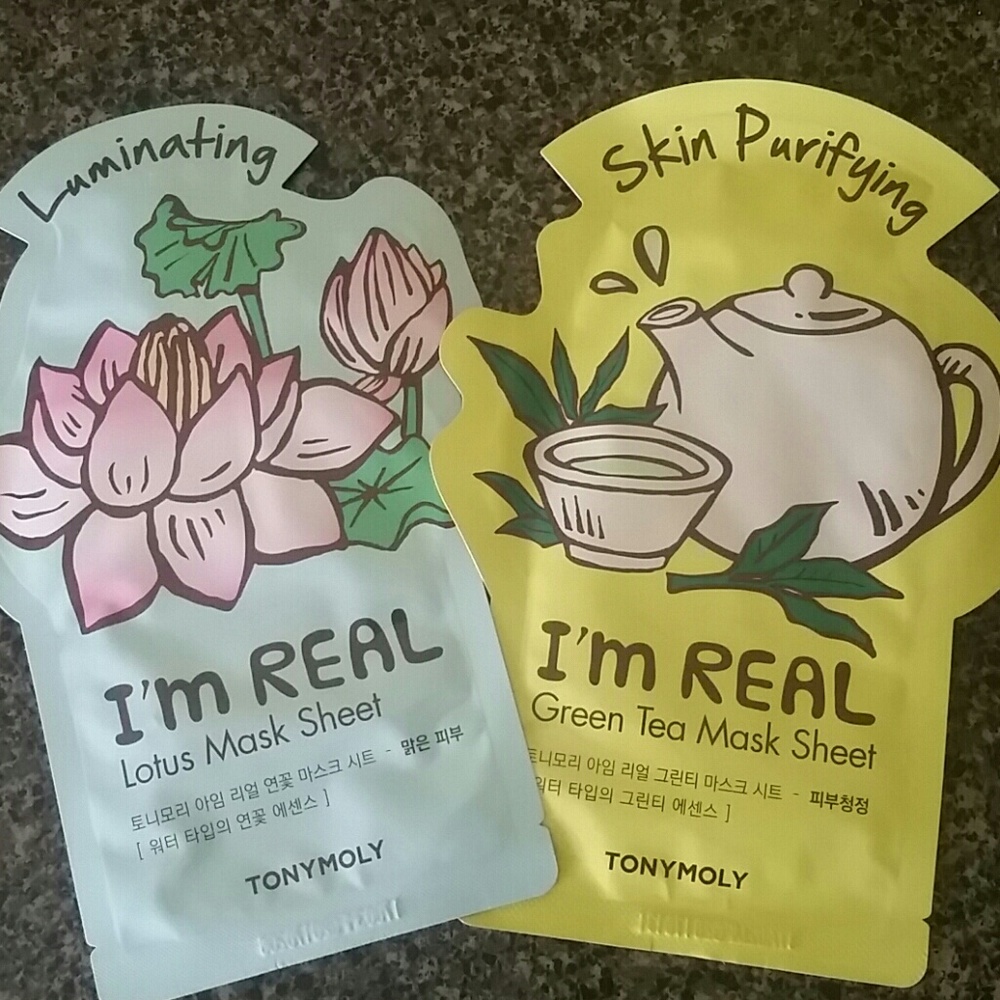 Luminating
I'm REAL
Lotus Mask Sheet
토니모리 아임 리얼 연꽃 마스크 시트 - 맑은 피부
[ 워터 타입의 연꽃 에센스 ]
TONYMOLY
Skin Purifying
I'm REAL
Green Tea Mask Sheet
토니모리 아임 리얼 그린티 마스크 시트 - 피부청정
워터 타입의 그린티 에센스 ]
TONYMOLY